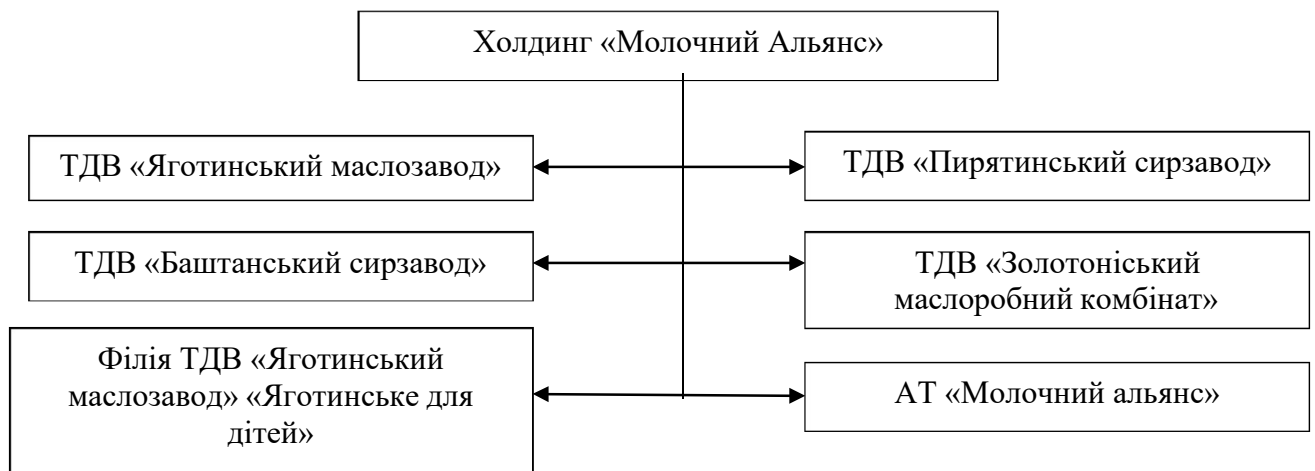 Холдинг «Молочний Альянс»
ТДВ «Яготинський маслозавод»
ТДВ «Пирятинський сирзавод»
ТДВ «Баштанський сирзавод»
ТДВ «Золотоніський
маслоробний комбінат»
Філія ТДВ «Яготинський
маслозавод» «Яготинське для
дітей»
АТ «Молочний альянс»